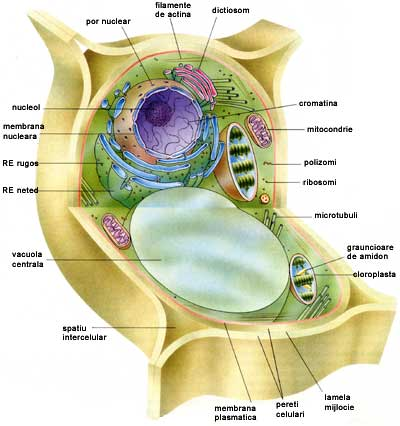 filamente
de actina
dictiosom
por nuclear
nucleol
cromatina
membrana
nucleara
mitocondrie
RE rugos
polizomi
ribosomi
RE neted
microtubuli
vacuola
centrala
grauncioare
de amidon
cloroplasta
spatiu
intercelular
membrana
plasmatica
pereti
celulari
lamela
mijlocie